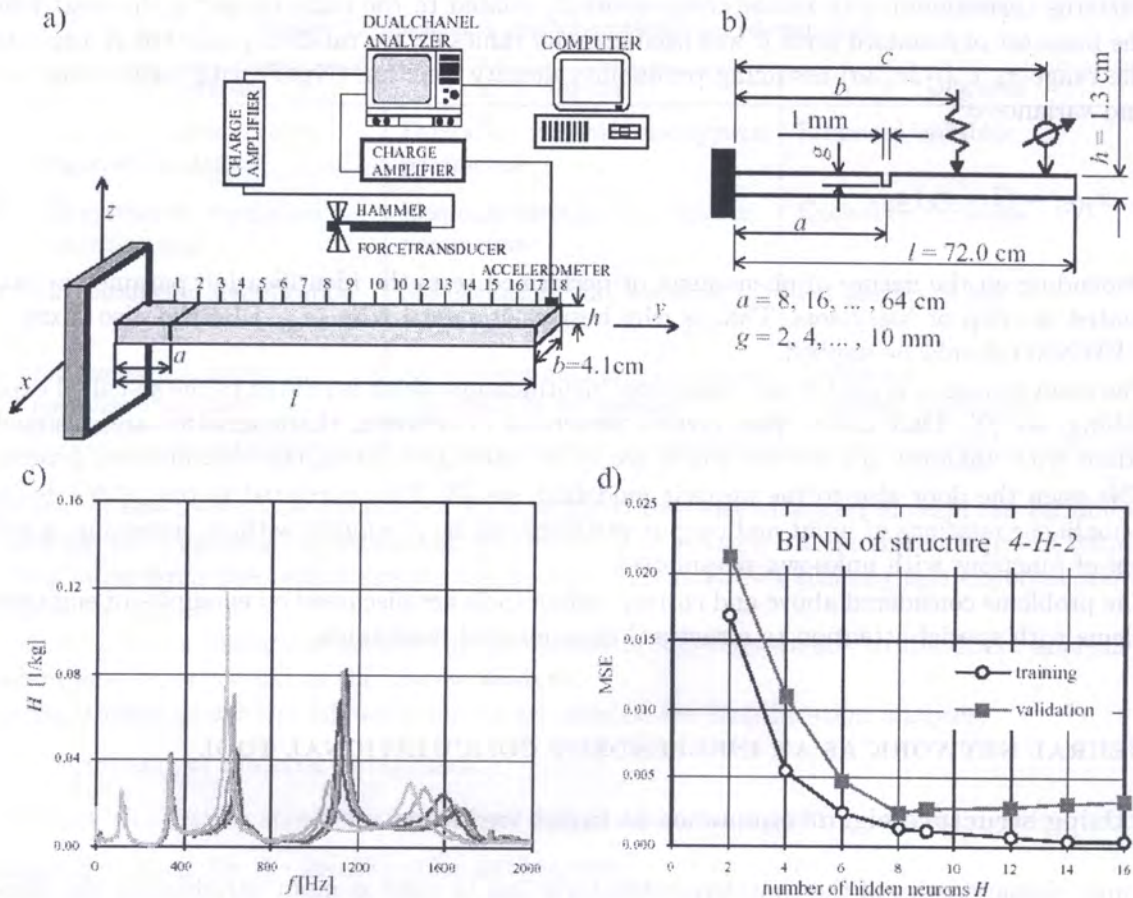 a)
DUALCHANEL
ANALYZER
COMPUTER
CHARGE
AMPLIFIER
CHARGE
AMPLIFIER
HAMMER
FORCETRANSDUCER
ACCELEROMETER
z
1 2 3 4 5 6 7 8 9 10 10 12 13 14 15 16 17 18
y
h
a
x
l
b=4.1cm
b)
c
b
1 mm
g
h = 1.3 cm
a
l = 72.0 cm
a = 8, 16, ..., 64 cm
g = 2, 4, ..., 10 mm
c)
0.16
0.12
0.08
0.04
0.00
H [1/kg]
0 400 800 1200 1600 2000
f [Hz]
d)
0.025
0.020
0.015
0.010
0.005
0.000
MSE
BPNN of structure 4-H-2
training
validation
0 2 4 6 8 10 12 14 16
number of hidden neurons H